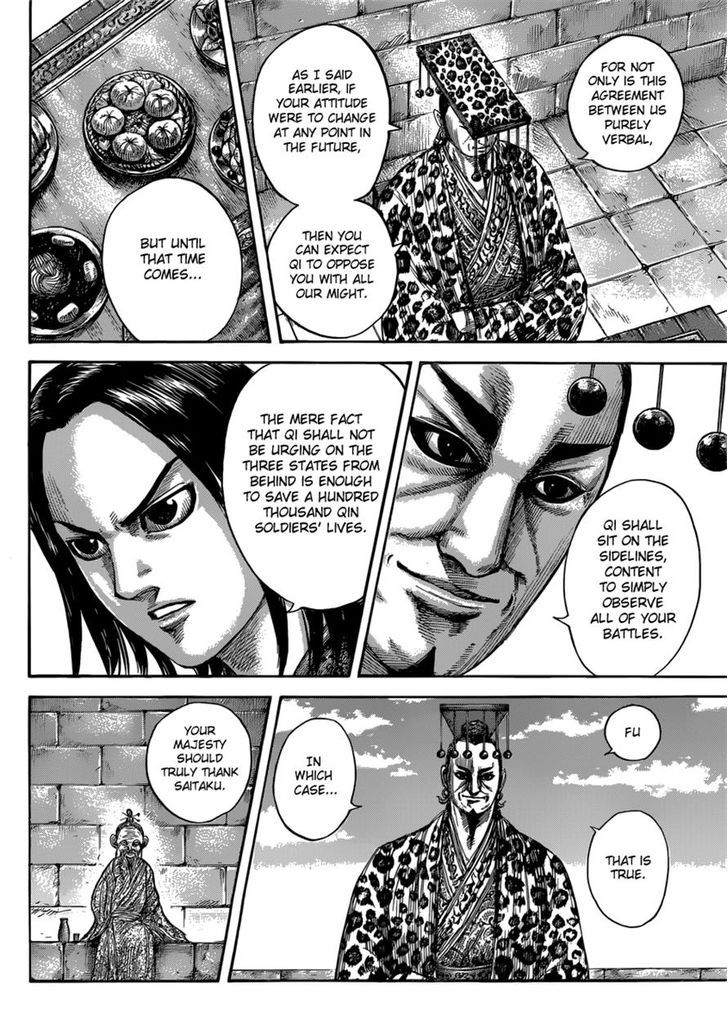 FOR NOT
ONLY IS THIS
AGREEMENT
BETWEEN US
PURELY
VERBAL,
AS I SAID
EARLIER, IF
YOUR ATTITUDE
WERE TO CHANGE
AT ANY POINT IN
THE FUTURE,
THEN YOU
CAN EXPECT
QI TO OPPOSE
YOU WITH ALL
OUR MIGHT.
BUT UNTIL
THAT TIME
COMES...
QI SHALL
SIT ON THE
SIDELINES,
CONTENT
TO SIMPLY
OBSERVE
ALL OF YOUR
BATTLES.
THE MERE FACT
THAT QI SHALL NOT
BE URGING ON THE
THREE STATES FROM
BEHIND IS ENOUGH
TO SAVE A HUNDRED
THOUSAND QIN
SOLDIERS' LIVES.
FU
THAT IS
TRUE.
IN
WHICH
CASE...
YOUR
MAJESTY
SHOULD
TRULY THANK
SAITAKU.